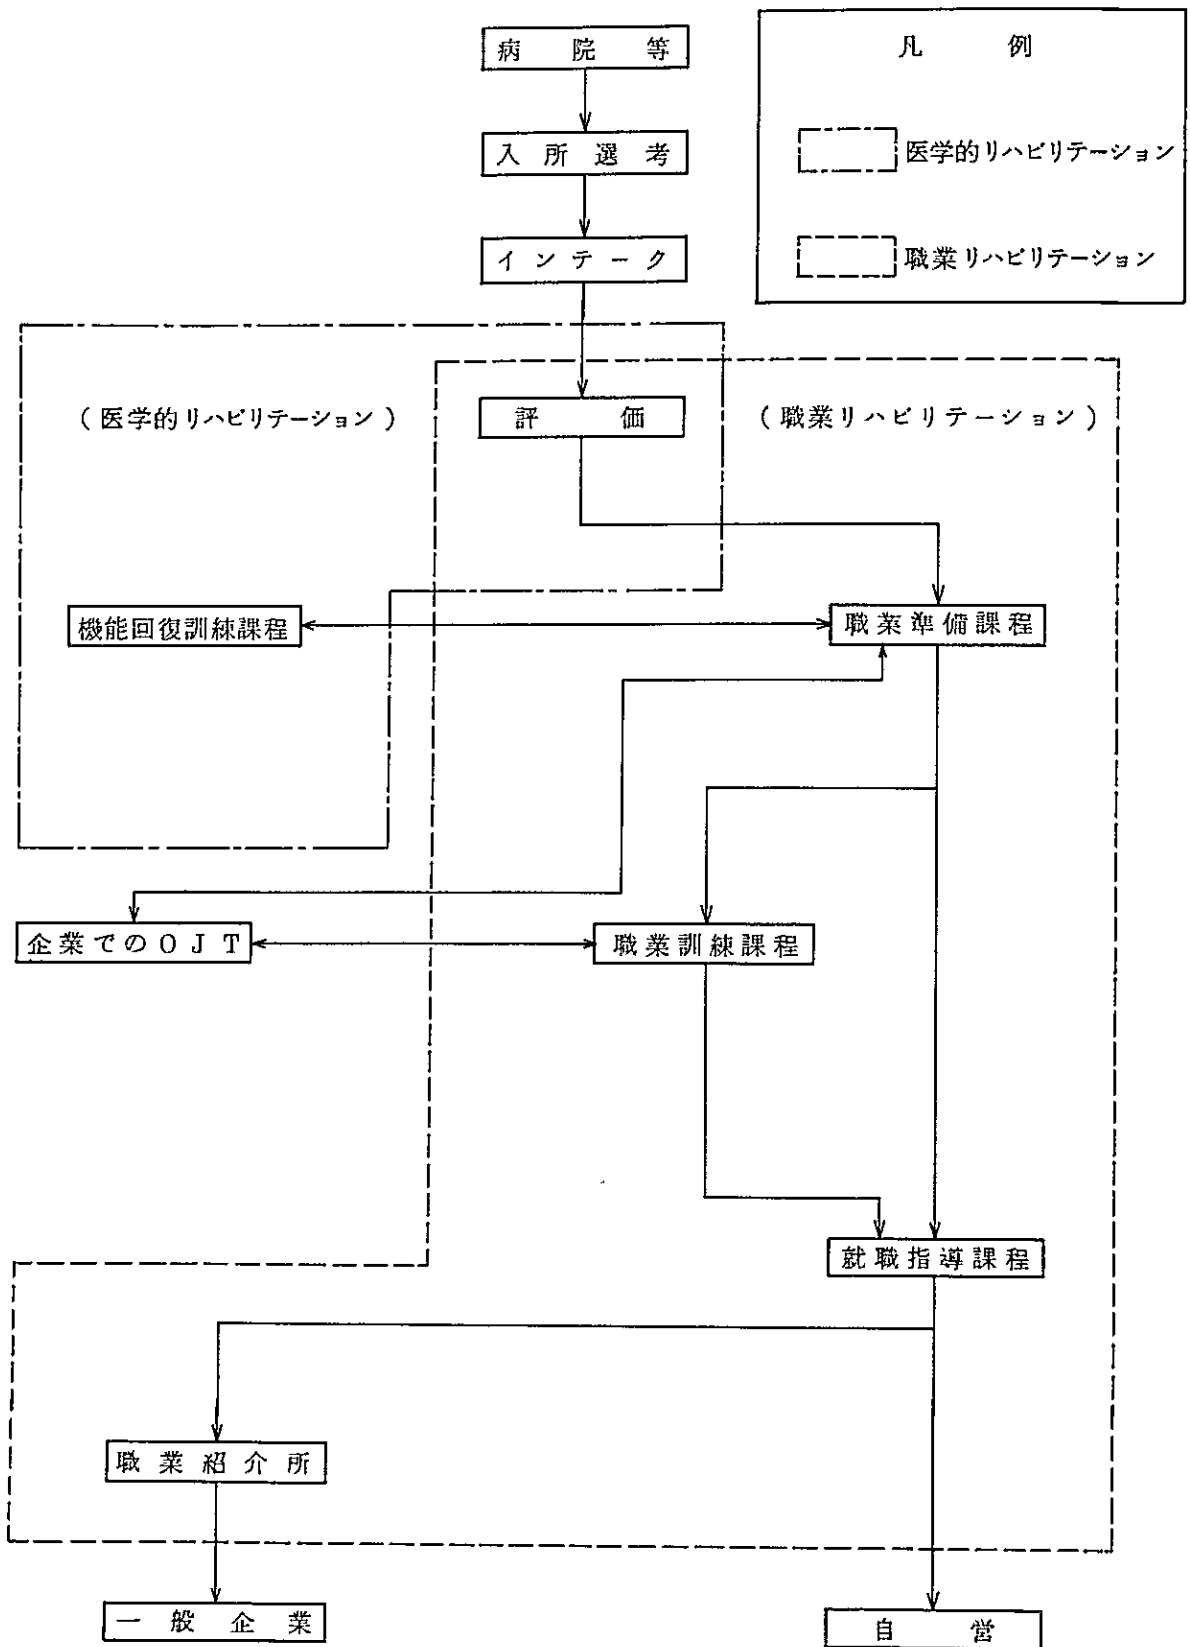 病院等
凡例
医学的リハビリテーション
職業リハビリテーション
入所選考
インテーク
(医学的リハビリテーション)
評価
(職業リハビリテーション)
機能回復訓練課程
職業準備課程
企業でのOJT
職業訓練課程
就職指導課程
職業紹介所
一般企業
自営